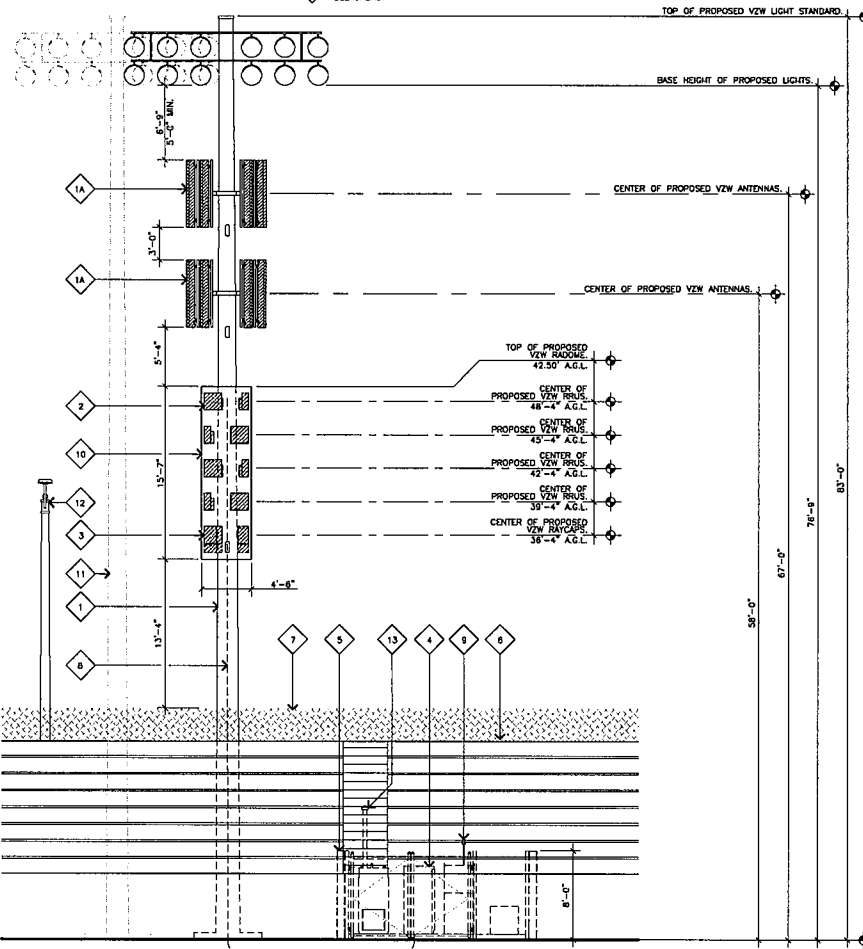 TOP OF PROPOSED VZW LIGHT STANDARD.
BASE HEIGHT OF PROPOSED LIGHTS.
6'-9"
5'-0" MIN.
1A
CENTER OF PROPOSED VZW ANTENNAS.
3'-0"
1A
CENTER OF PROPOSED VZW ANTENNAS.
5'-4"
TOP OF PROPOSED
VZW RADOME.
42.50' A.G.L.
2
CENTER OF
PROPOSED VZW RRUS.
48'-4" A.G.L.
10
CENTER OF
PROPOSED VZW RRUS.
45'-4" A.G.L.
15'-7"
CENTER OF
PROPOSED VZW RRUS.
42'-4" A.G.L.
12
CENTER OF
PROPOSED VZW RRUS.
39'-4" A.G.L.
3
CENTER OF PROPOSED
VZW RAYCAPS.
36'-4" A.G.L.
11
4'-6"
1
13'-4"
8
7
5
13
4
9
6
58'-0"
67'-0"
76'-9"
83'-0"
8'-0"